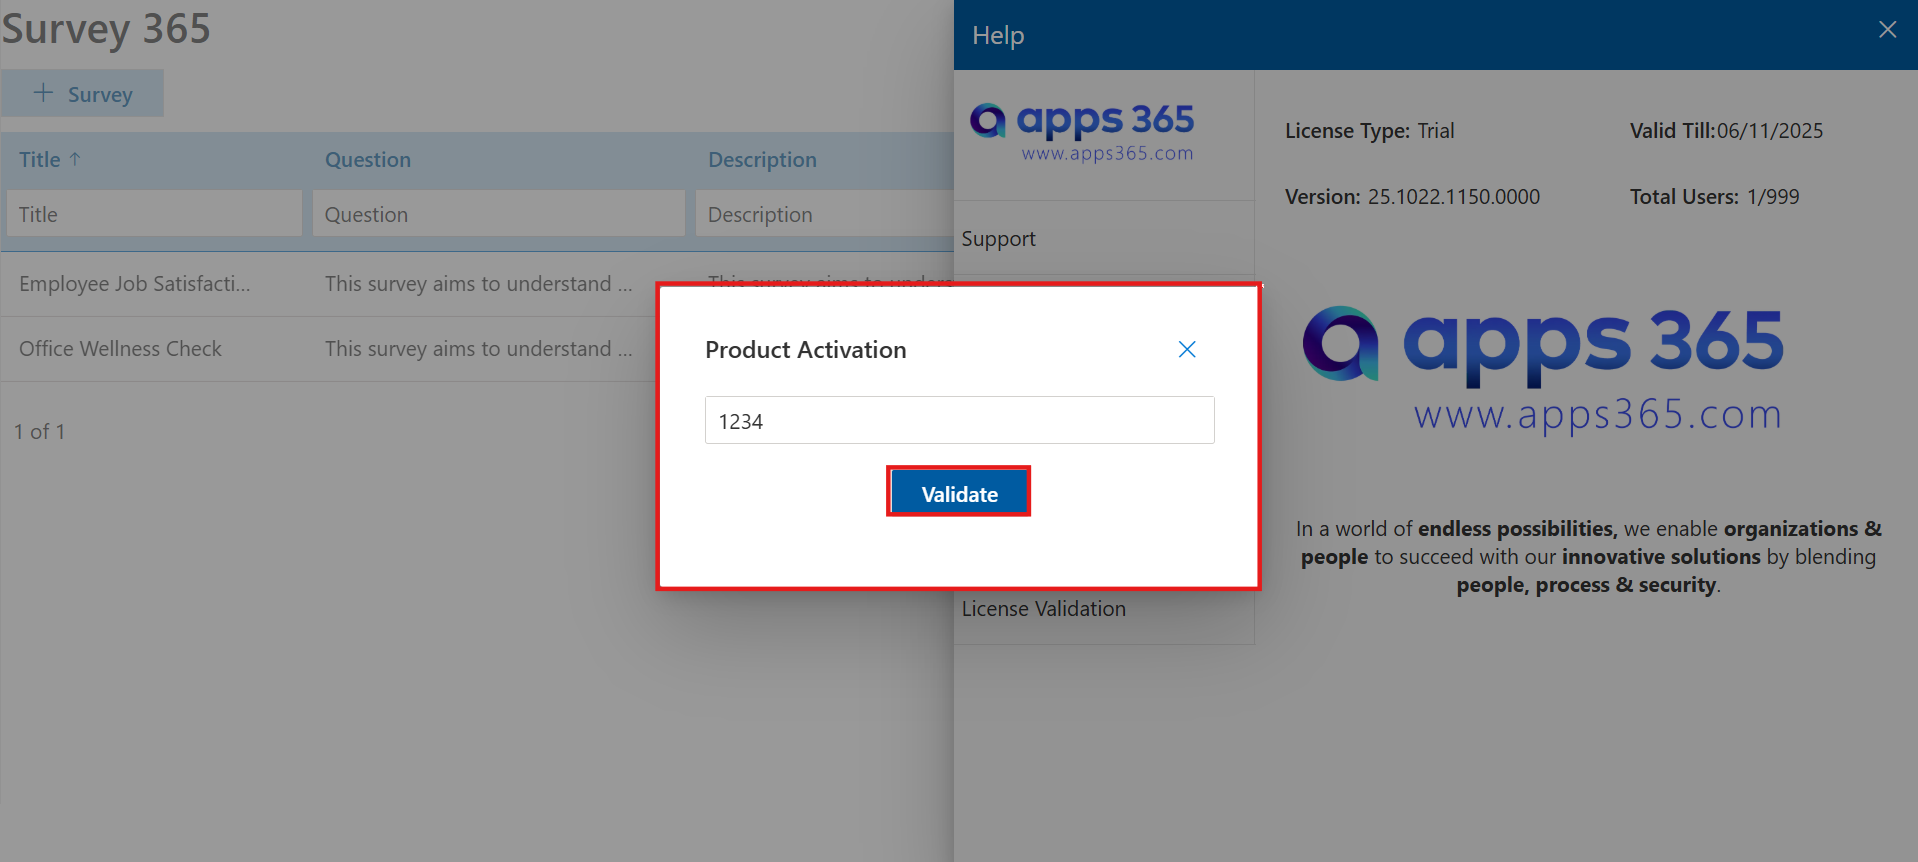 Survey 365
Survey
Title ↑ Question Description
Title Question Description
Employee Job Satisfacti... This survey aims to understand ...
Office Wellness Check This survey aims to understand ...
1 of 1
Help
apps 365
www.apps365.com
Support
License Validation
License Type: Trial Valid Till:06/11/2025
Version: 25.1022.1150.0000 Total Users: 1/999
apps 365
www.apps365.com
In a world of endless possibilities, we enable organizations &
people to succeed with our innovative solutions by blending
people, process & security.
Product Activation
1234
Validate